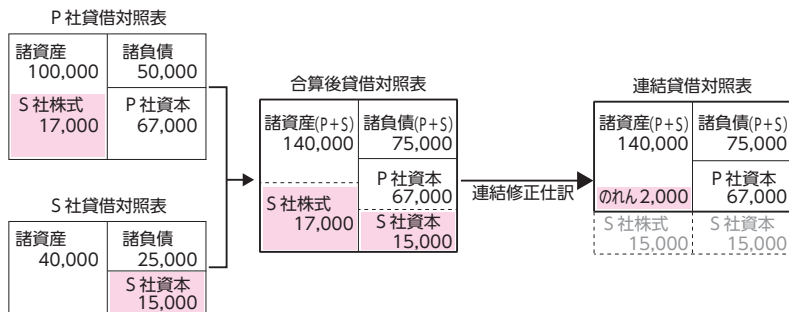 P社貸借対照表
諸資産
100,000
諸負債
50,000
S社株式
17,000
P社資本
67,000
S社貸借対照表
諸資産
40,000
諸負債
25,000
S社資本
15,000
合算後貸借対照表
諸資産(P+S)
140,000
諸負債(P+S)
75,000
P社資本
67,000
S社株式
17,000
S社資本
15,000
連結修正仕訳
連結貸借対照表
諸資産(P+S)
140,000
諸負債(P+S)
75,000
のれん2,000
P社資本
67,000
S社株式
15,000
S社資本
15,000